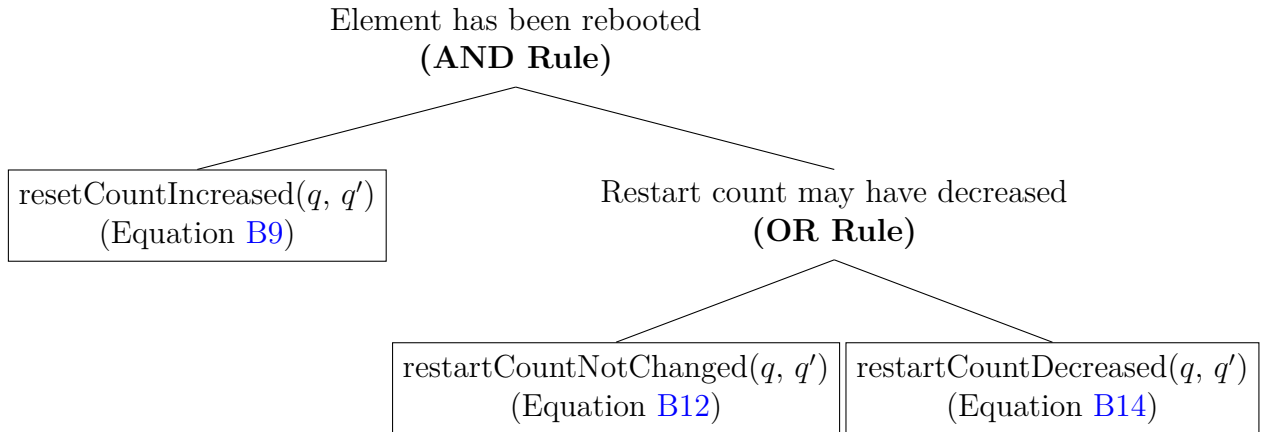 Element has been rebooted
(AND Rule)
resetCountIncreased(q, q′)
(Equation B9)
Restart count may have decreased
(OR Rule)
restartCountNotChanged(q, q′)
(Equation B12)
restartCountDecreased(q, q′)
(Equation B14)